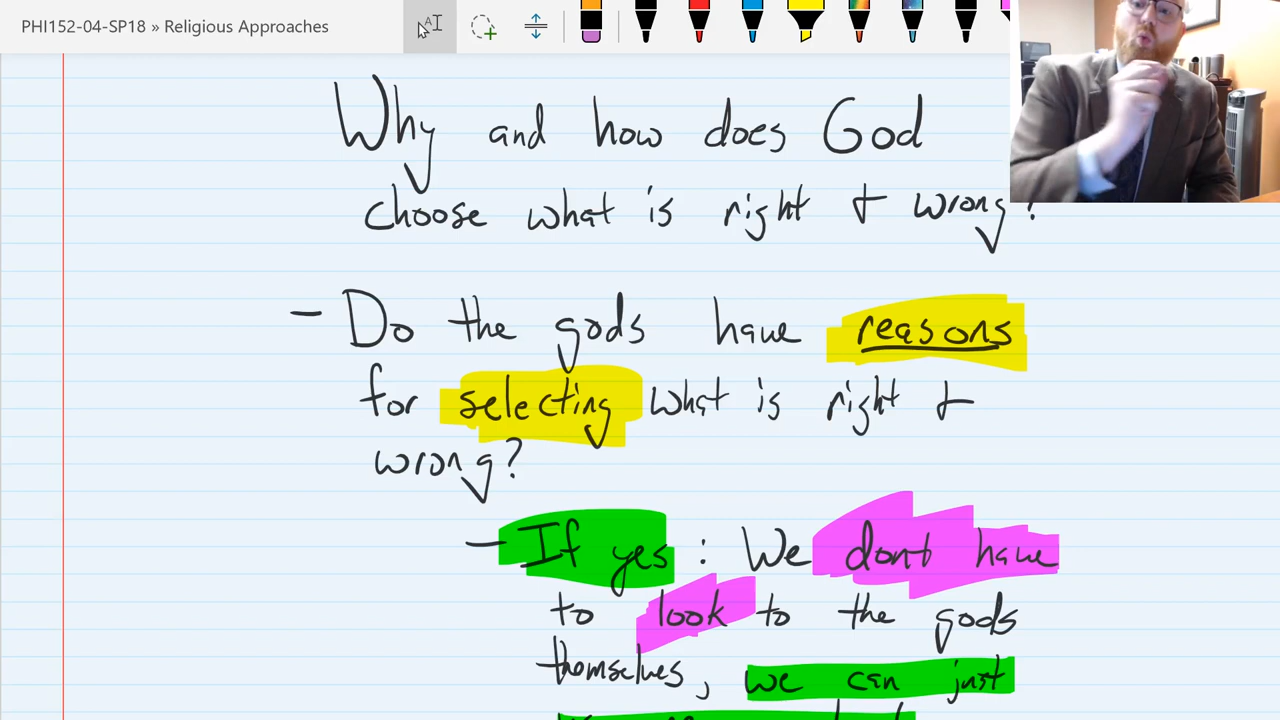 PHI152-04-SP18 › Religious Approaches
Why and how does God
choose what is right & wrong?
- Do the gods have reasons
for selecting what is right &
wrong?
- If yes: We dont have
to look to the gods
themselves, we can just